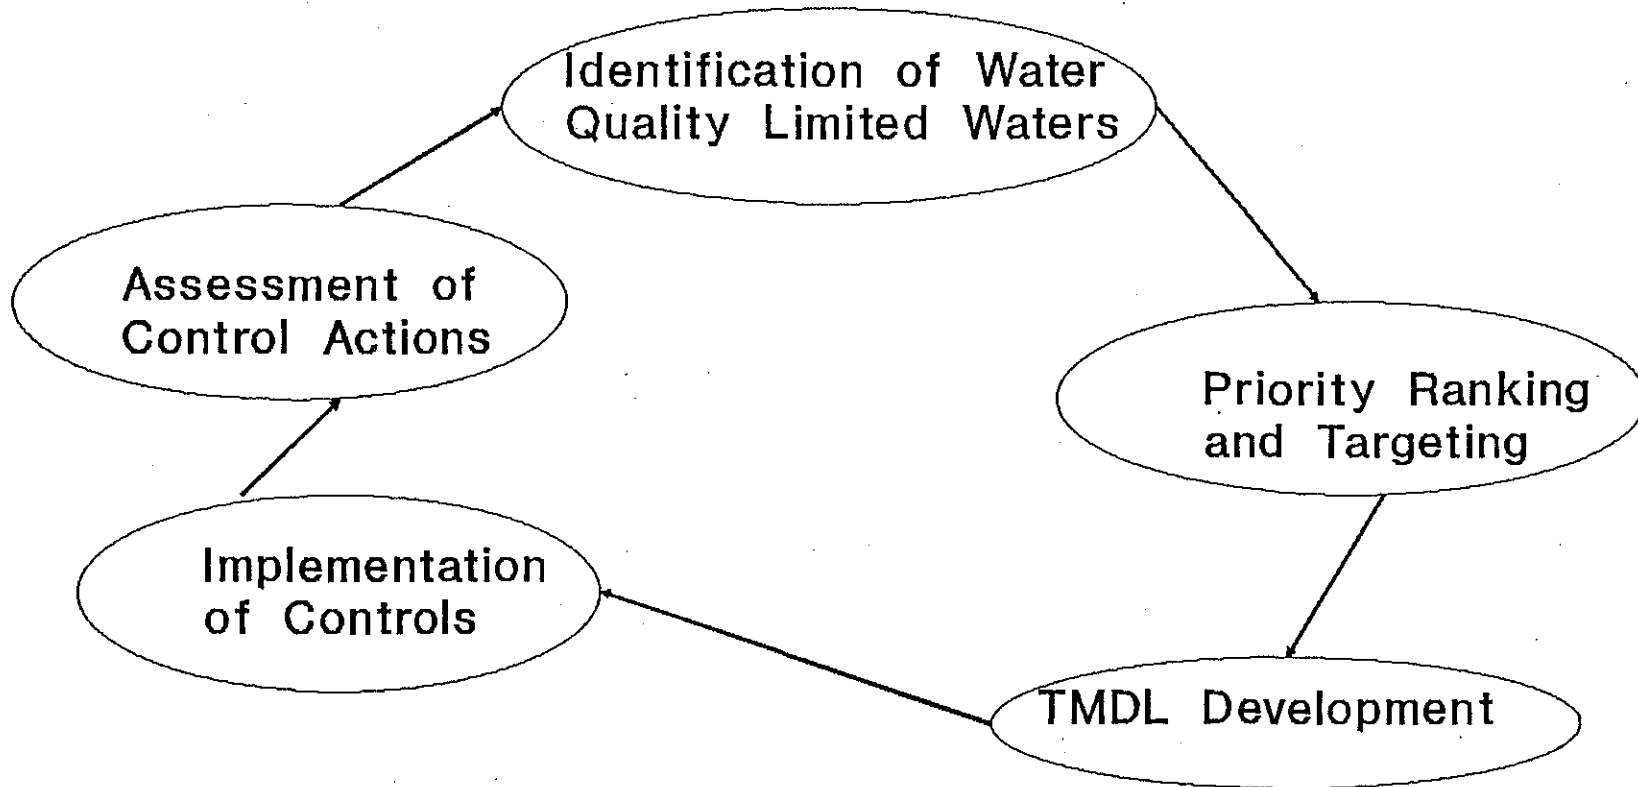 Identification of Water
Quality Limited Waters
Assessment of
Control Actions
Priority Ranking
and Targeting
Implementation
of Controls
TMDL Development